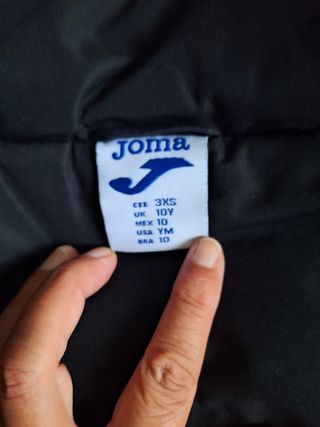 Joma
CEE 3XS
UK 10Y
MEX 10
USA YM
BRA 10